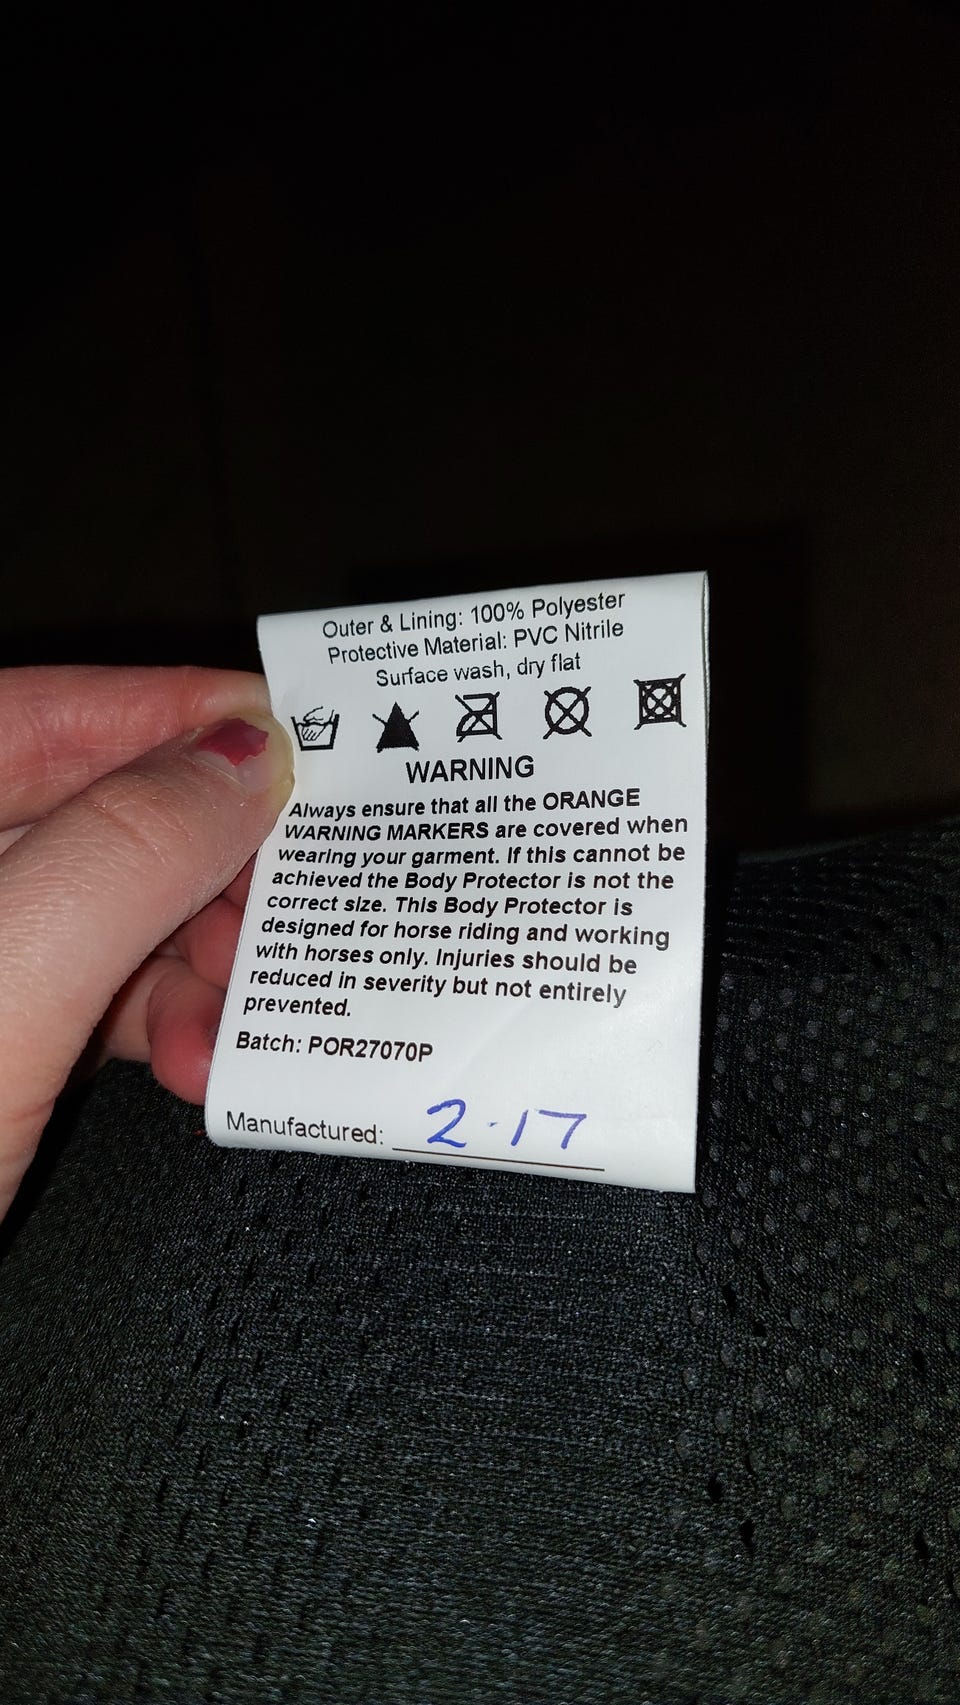 Outer & Lining: 100% Polyester
Protective Material: PVC Nitrile
Surface wash, dry flat
WARNING
Always ensure that all the ORANGE
WARNING MARKERS are covered when
wearing your garment. If this cannot be
achieved the Body Protector is not the
correct size. This Body Protector is
designed for horse riding and working
with horses only. Injuries should be
reduced in severity but not entirely
prevented.
Batch: POR27070P
Manufactured: 2·17